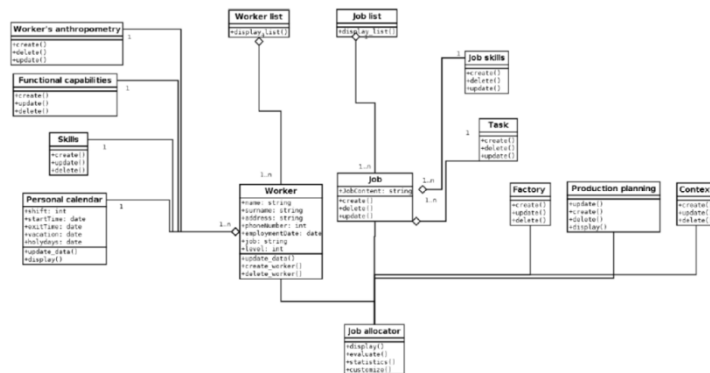 Worker's anthropometry
+create()
+delete()
+update()
1
Functional capabilities
+create()
+update()
+delete()
1
Skills
+create()
+update()
+delete()
1
Personal calendar
+shift: int
+startTime: date
+exitTime: date
+vacation: date
+holydays: date
+update_data()
+display()
1
Worker list
+display_list()
1..n
Worker
+name: string
+surname: string
+address: string
+phoneNumber: int
+employmentDate: date
+job: string
+level: int
+update_data()
+create_worker()
+delete_worker()
1..n
Job list
+display_list()
1..n
Job
+JobContent: string
+create()
+delete()
+update()
1..n
1..n
Job skills
+create()
+delete()
+update()
1
Task
+create()
+delete()
+update()
1
Factory
+create()
+update()
+delete()
Production planning
+update()
+create()
+delete()
+display()
Contex
+create()
+update()
+delete()
Job allocator
+display()
+evaluate()
+statistics()
+customize()